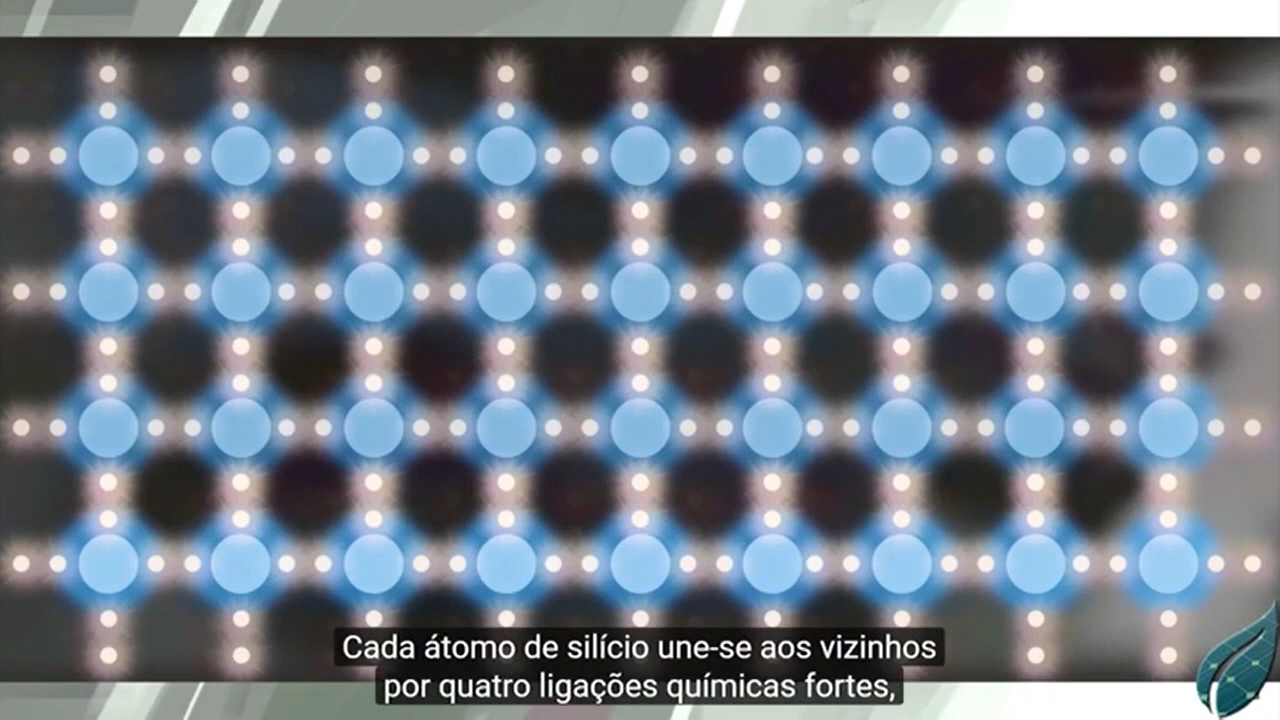 Cada átomo de silício une-se aos vizinhos
por quatro ligações químicas fortes,